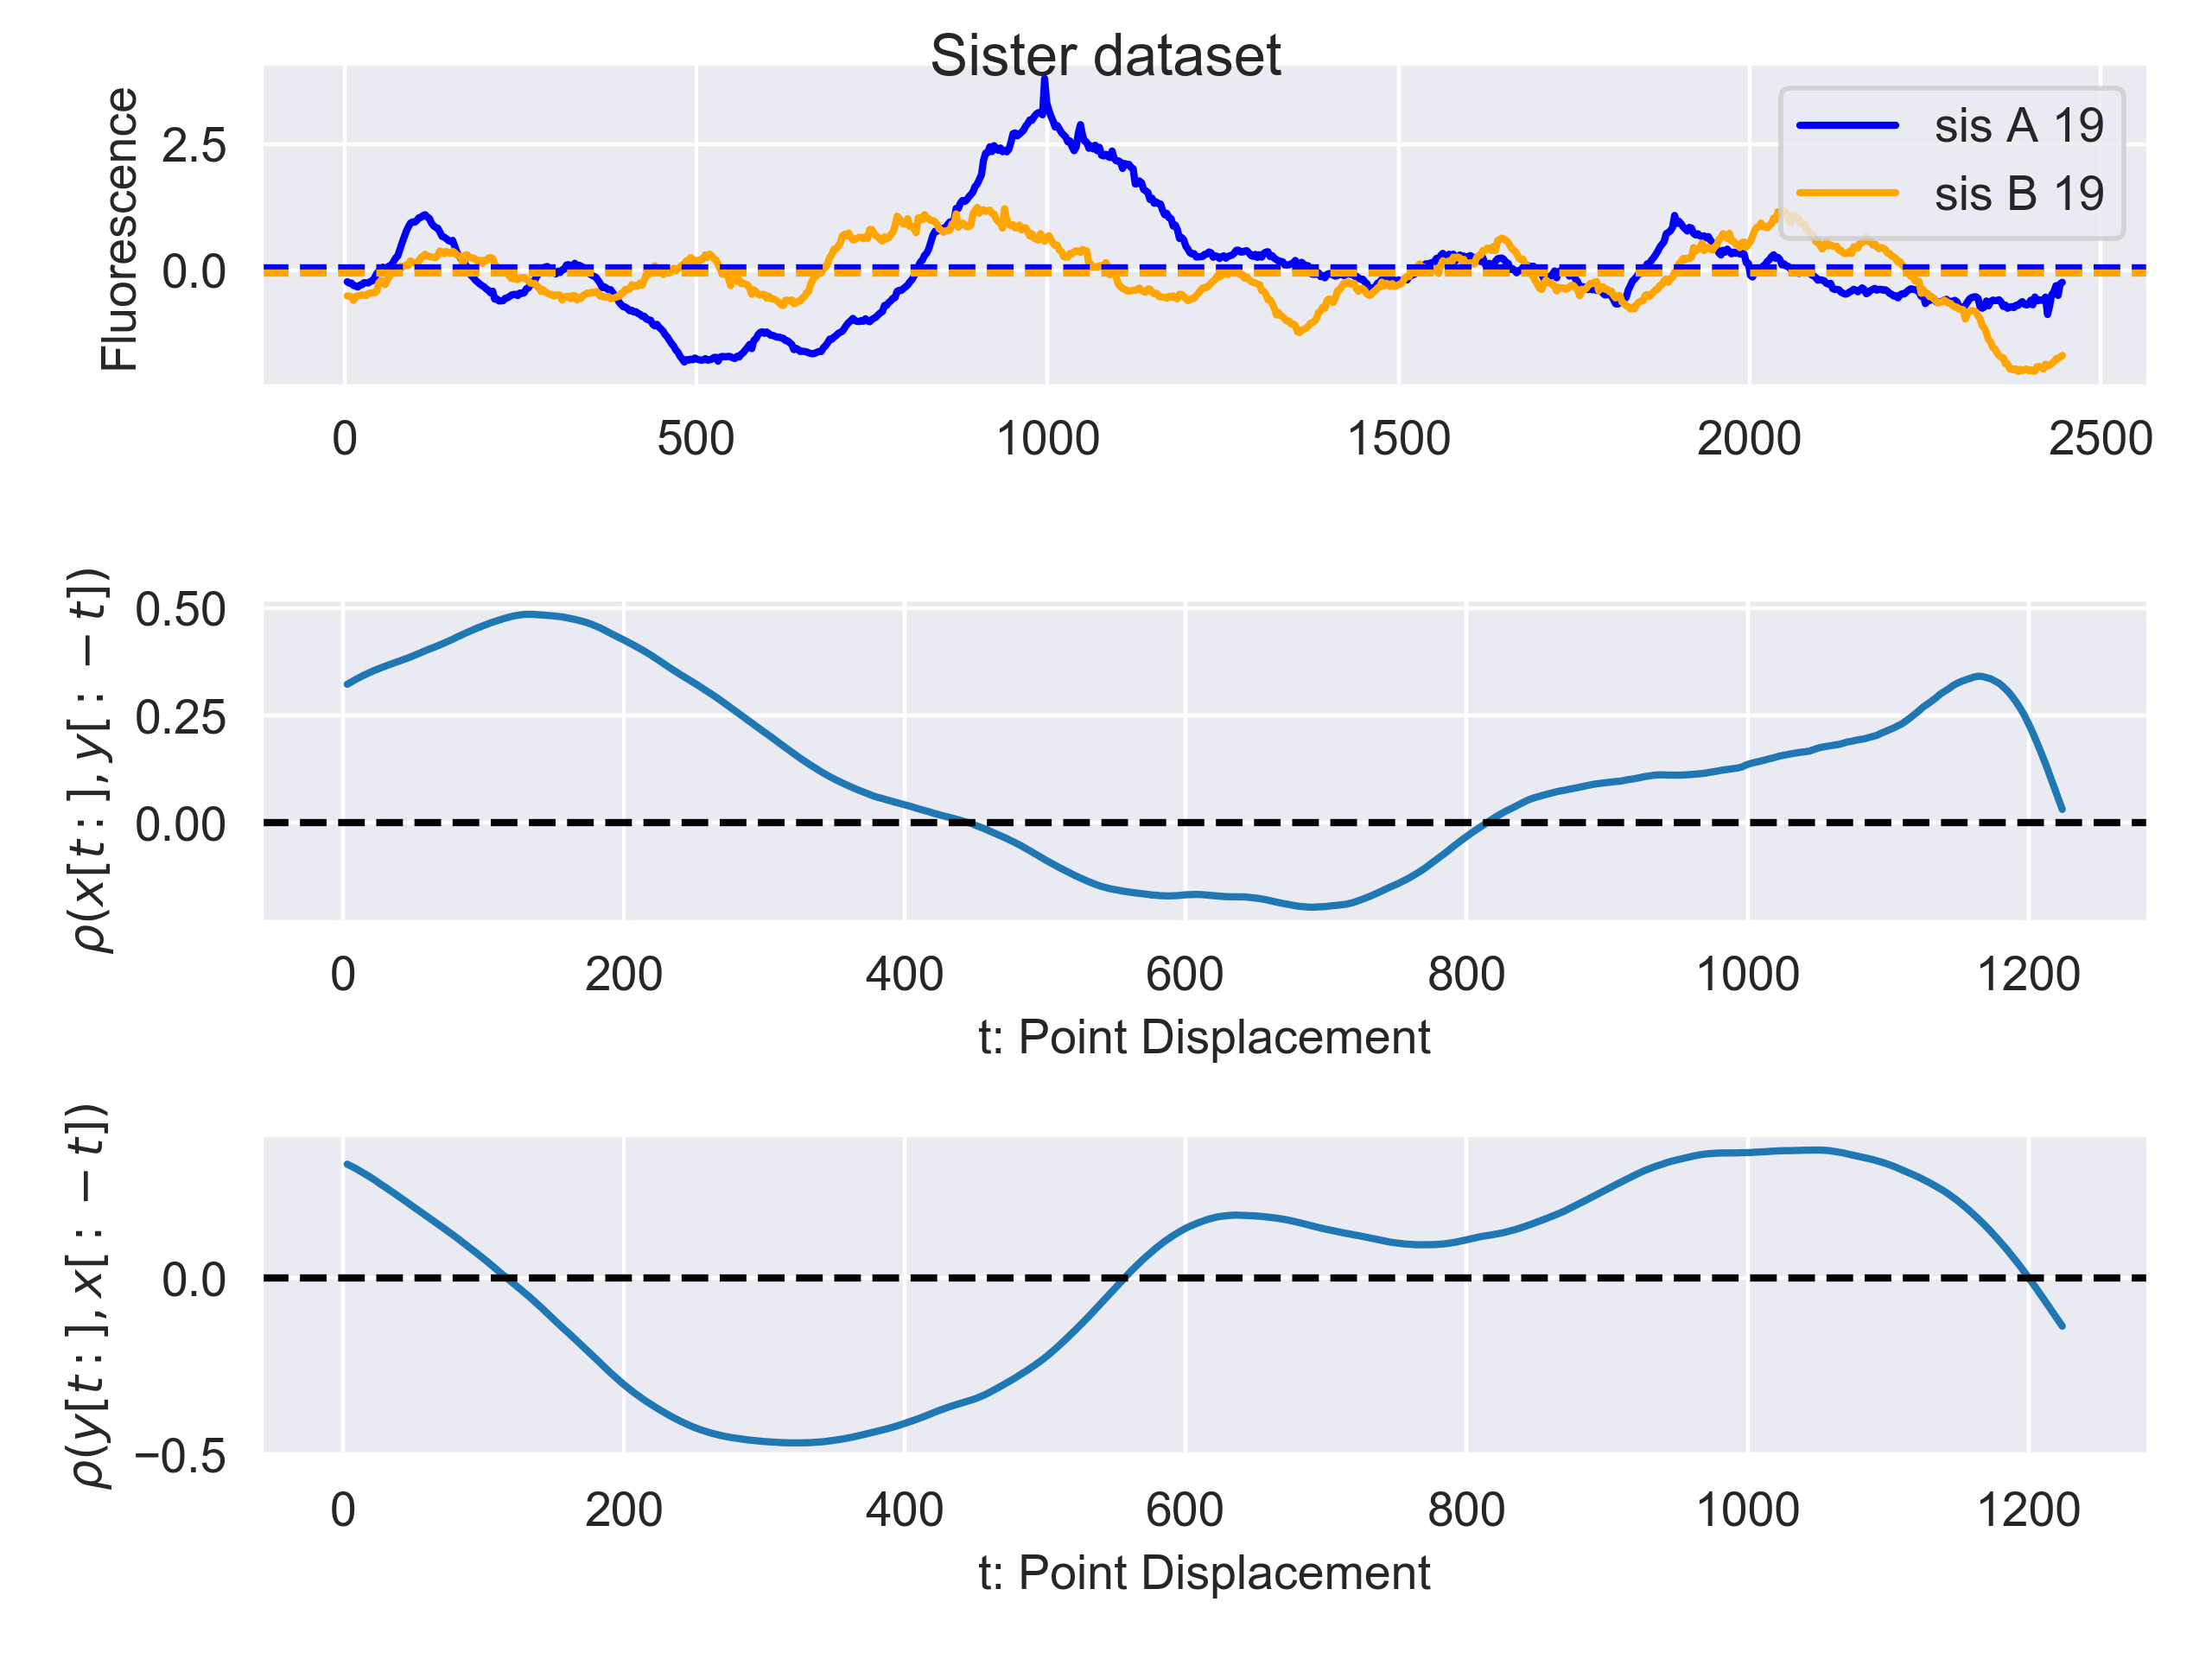 Sister dataset
Fluorescence
2.5
0.0
sis A 19
sis B 19
0 500 1000 1500 2000 2500
ρ(x[t:], y[: −t])
0.50
0.25
0.00
0 200 400 600 800 1000 1200
t: Point Displacement
ρ(y[t:], x[: −t])
0.0
−0.5
0 200 400 600 800 1000 1200
t: Point Displacement